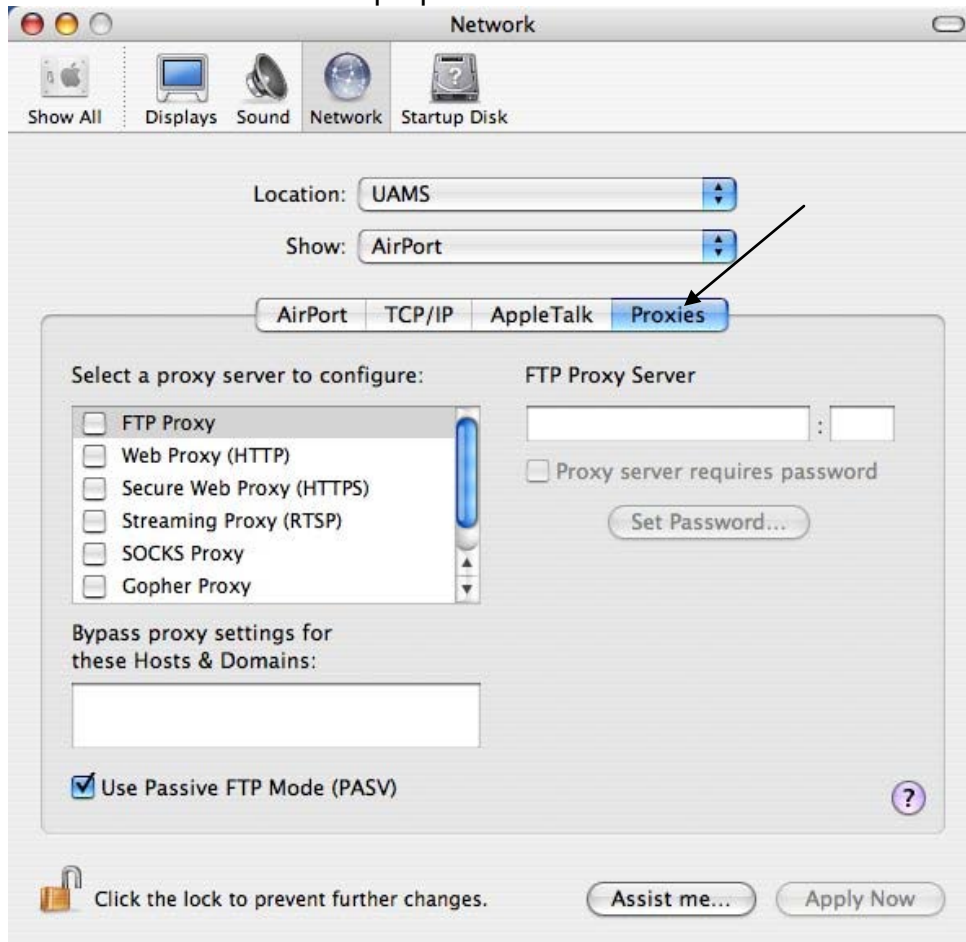 Network
Show All Displays Sound Network Startup Disk
Location: UAMS
Show: AirPort
AirPort TCP/IP AppleTalk Proxies
Select a proxy server to configure:
FTP Proxy
Web Proxy (HTTP)
Secure Web Proxy (HTTPS)
Streaming Proxy (RTSP)
SOCKS Proxy
Gopher Proxy
FTP Proxy Server
:
Proxy server requires password
Set Password...
Bypass proxy settings for
these Hosts & Domains:
Use Passive FTP Mode (PASV)
?
Click the lock to prevent further changes.
Assist me... Apply Now